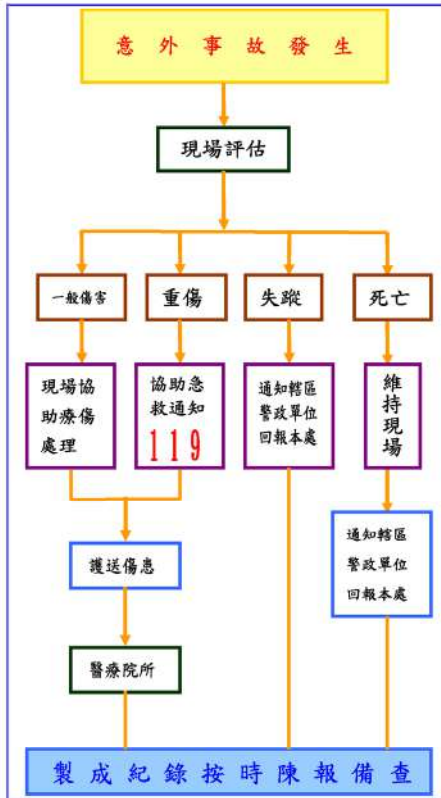 意外事故發生
現場評估
一般傷害
重傷
失蹤
死亡
現場協
助療傷
處理
協助急
救通知
119
通知轄區
警政單位
回報本處
維持現場
通知轄區
警政單位
回報本處
護送傷患
醫療院所
製成紀錄按時陳報備查